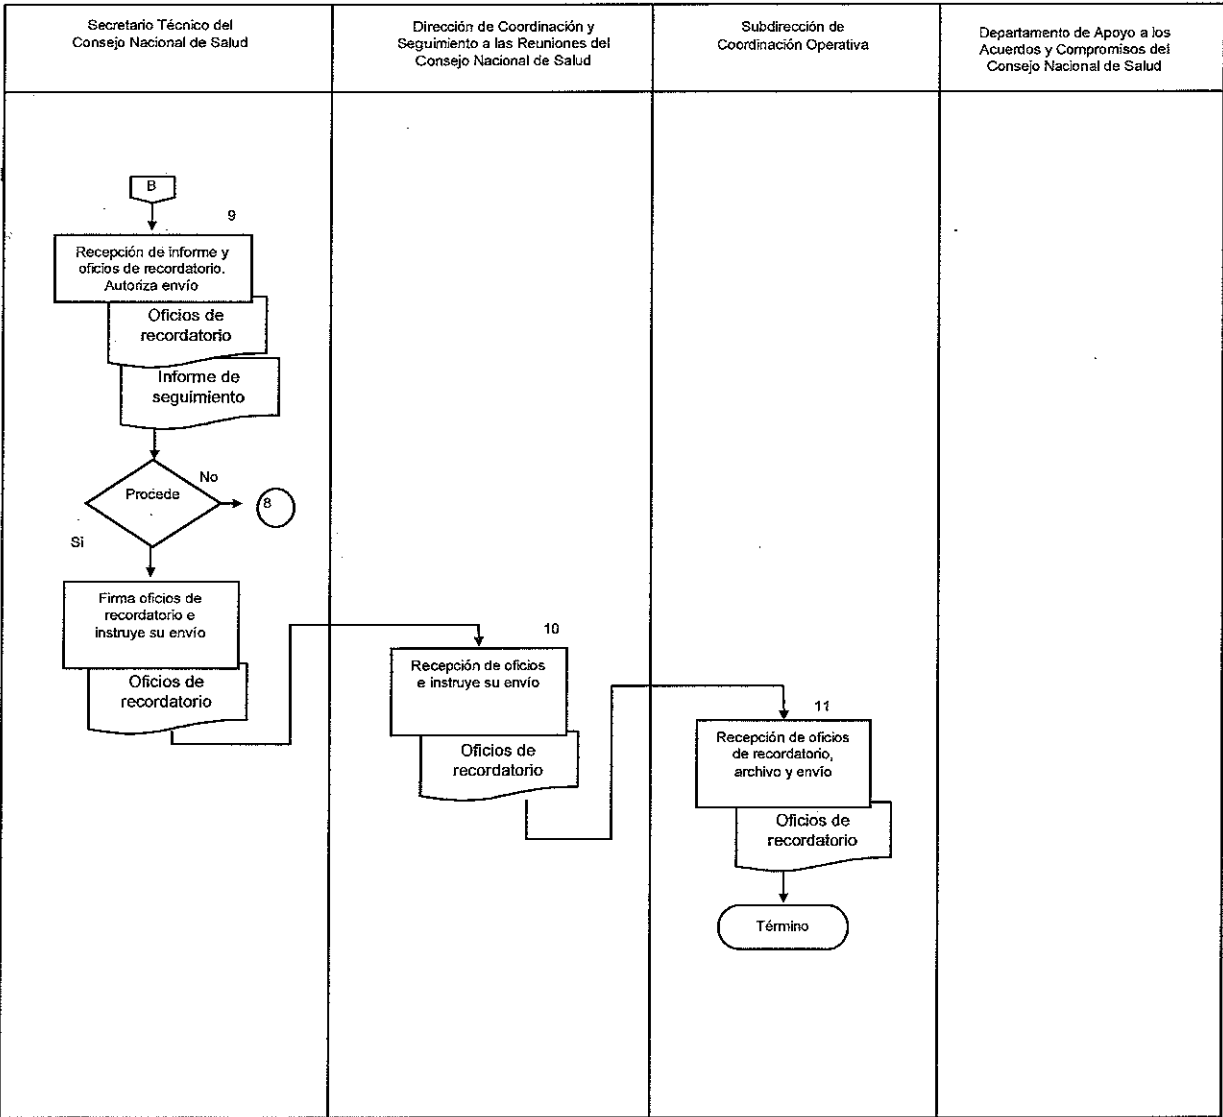 Secretario Técnico del
Consejo Nacional de Salud
Dirección de Coordinación y
Seguimiento a las Reuniones del
Consejo Nacional de Salud
Subdirección de
Coordinación Operativa
Departamento de Apoyo a los
Acuerdos y Compromisos del
Consejo Nacional de Salud
B
9
Recepción de informe y
oficios de recordatorio.
Autoriza envío
Oficios de
recordatorio
Informe de
seguimiento
Procede
No
8
Si
Firma oficios de
recordatorio e
instruye su envío
Oficios de
recordatorio
10
Recepción de oficios
e instruye su envío
Oficios de
recordatorio
11
Recepción de oficios
de recordatorio,
archivo y envío
Oficios de
recordatorio
Término